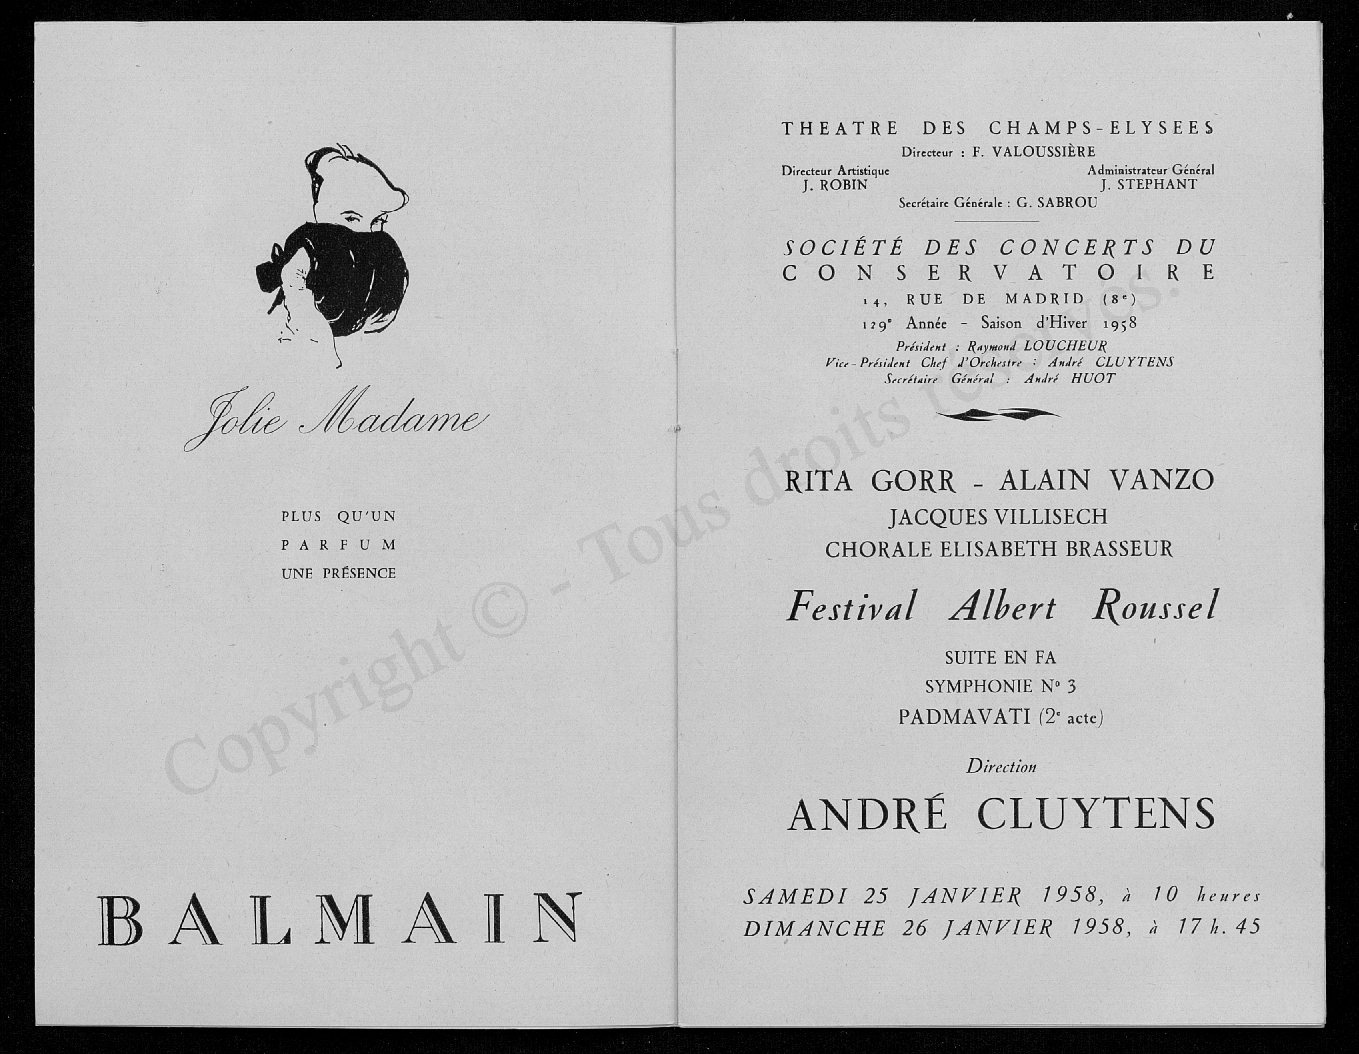 Jolie Madame
PLUS QU'UN
PARFUM
UNE PRÉSENCE
BALMAIN
THEATRE DES CHAMPS-ELYSEES
Directeur : F. VALOUSSIÈRE
Directeur Artistique
J. ROBIN
Administrateur Général
J. STEPHANT
Secrétaire Générale : G. SABROU
SOCIÉTÉ DES CONCERTS DU
CONSERVATOIRE
14, RUE DE MADRID (8e)
129e Année - Saison d'Hiver 1958
Président : Raymond LOUCHEUR
Vice-Président Chef d'Orchestre : André CLUYTENS
Secrétaire Général : André HUOT
RITA GORR - ALAIN VANZO
JACQUES VILLISECH
CHORALE ELISABETH BRASSEUR
Festival Albert Roussel
SUITE EN FA
SYMPHONIE No 3
PADMAVATI (2e acte)
Direction
ANDRÉ CLUYTENS
SAMEDI 25 JANVIER 1958, à 10 heures
DIMANCHE 26 JANVIER 1958, à 17 h. 45
Copyright © - Tous droits réservés.